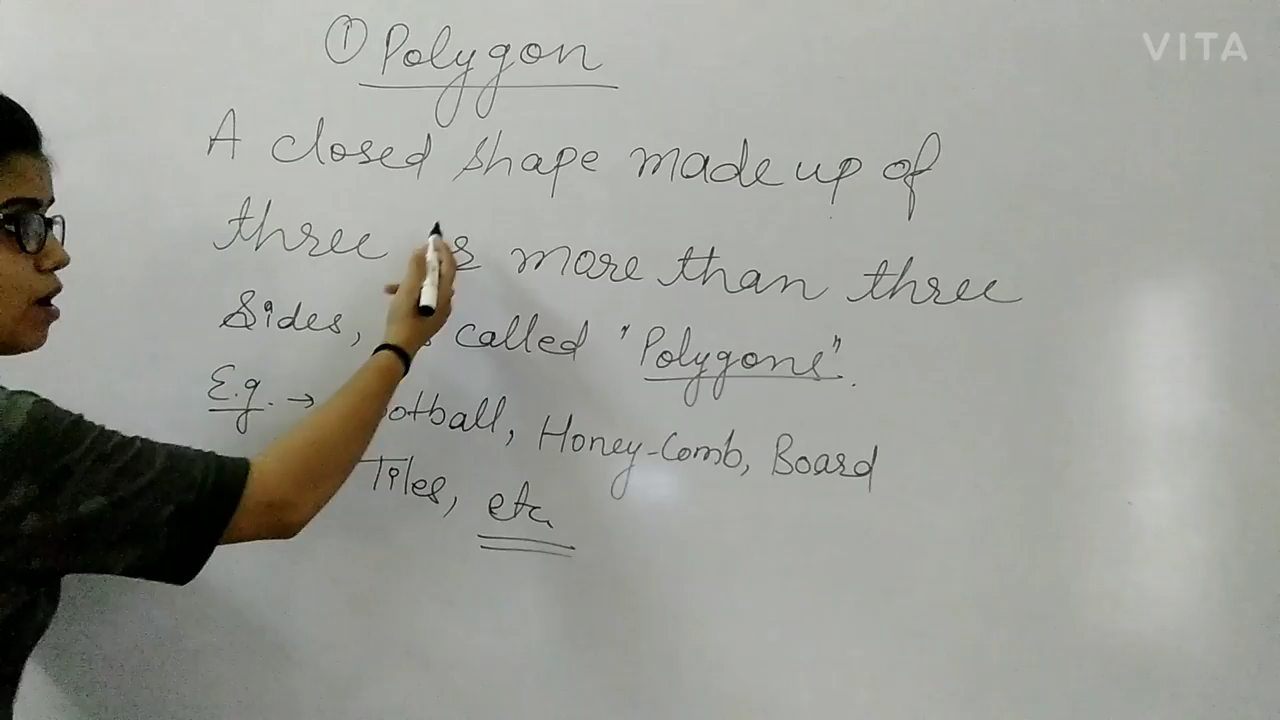 ① Polygon
VITA
A closed shape made up of
three more than three
Sides, called "Polygons".
E.g. → otball, Honey-Comb, Board
Tiles, etc